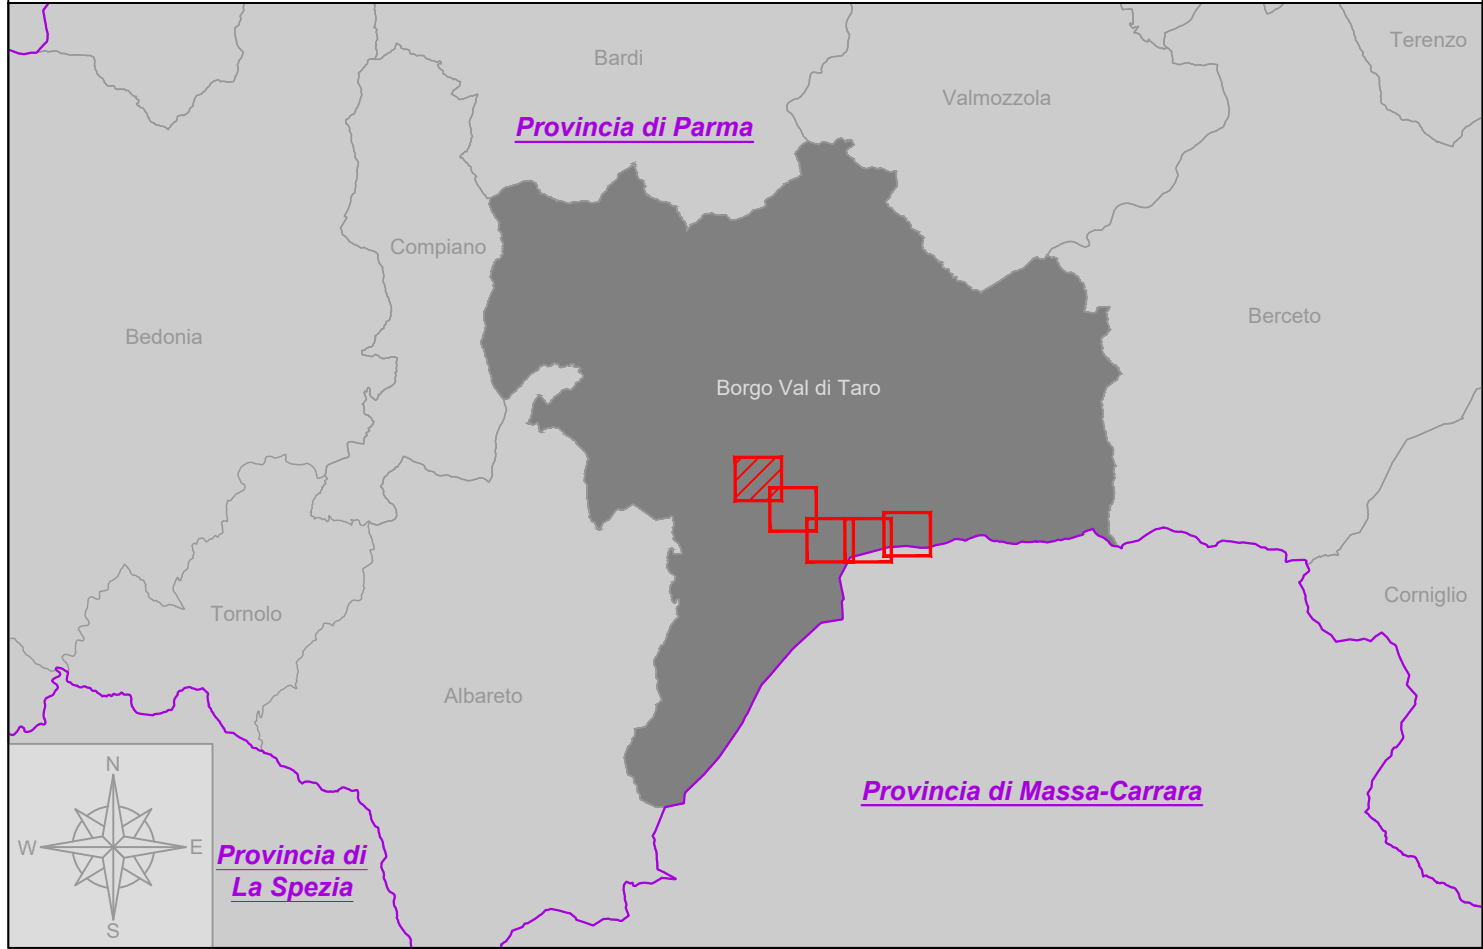 Terenzo
Bardi
Valmozzola
Provincia di Parma
Compiano
Berceto
Bedonia
Borgo Val di Taro
Corniglio
Tornolo
Albareto
N
Provincia di Massa-Carrara
W
E
Provincia di
La Spezia
S